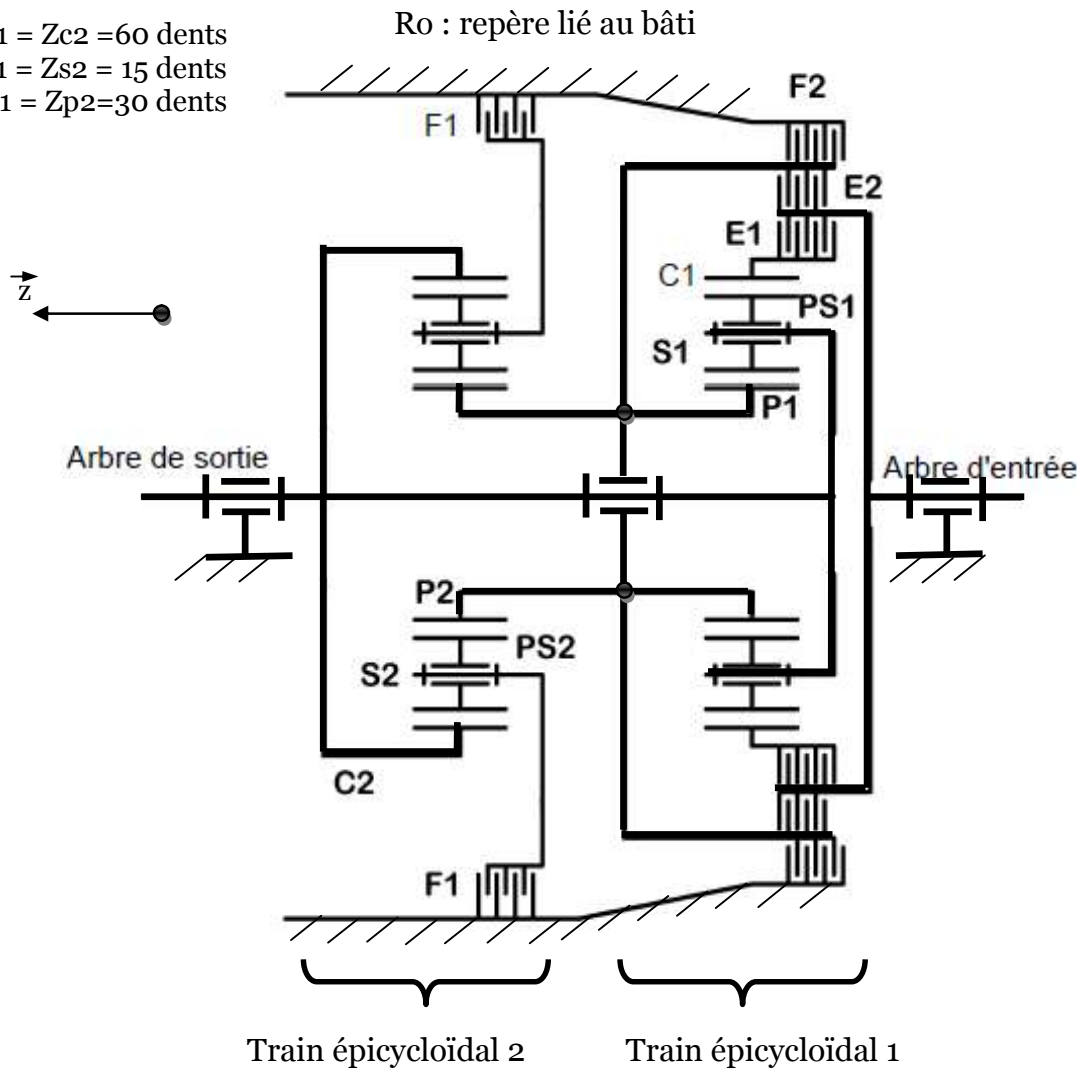 1 = Zc2 =60 dents
1 = Zs2 = 15 dents
1 = Zp2=30 dents
Ro : repère lié au bâti
F2
F1
E2
E1
C1
z
PS1
S1
P1
Arbre de sortie
Arbre d'entrée
P2
PS2
S2
C2
F1
Train épicycloïdal 2
Train épicycloïdal 1